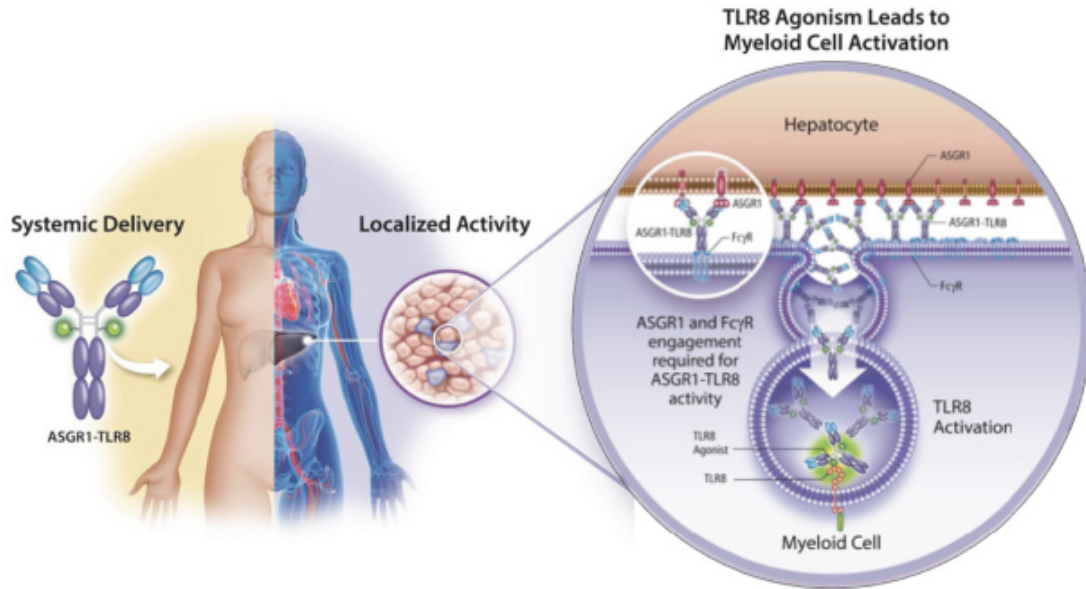 TLR8 Agonism Leads to
Myeloid Cell Activation
Systemic Delivery
ASGR1-TLR8
Localized Activity
Hepatocyte
ASGR1
ASGR1
ASGR1-TLR8
ASGR1-TLR8
FcγR
FcγR
ASGR1 and FcγR
engagement
required for
ASGR1-TLR8
activity
TLR8
Activation
TLR8
Agonist
TLR8
Myeloid Cell